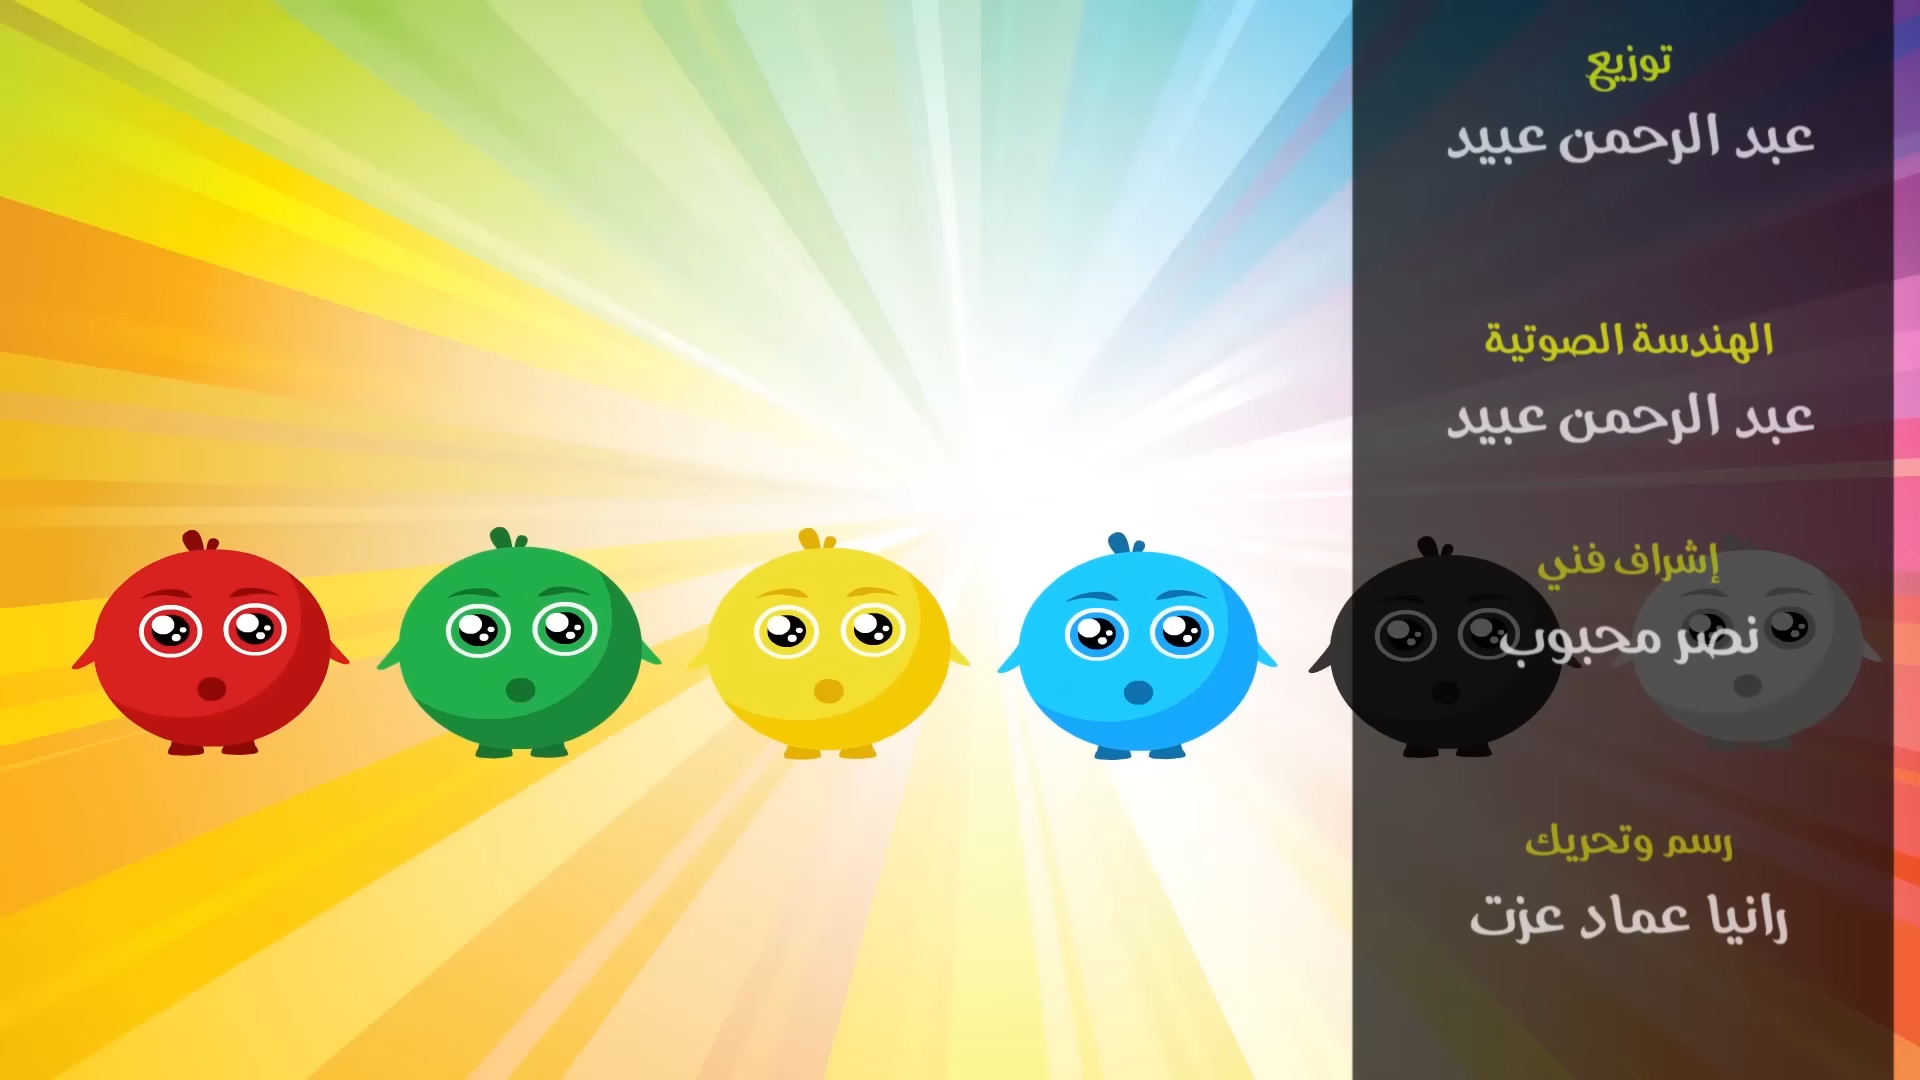 توزيع
عبد الرحمن عبيد
الهندسة الصوتية
عبد الرحمن عبيد
إشراف فني
نصر محبوب
رسم وتحريك
رانيا عماد عزت